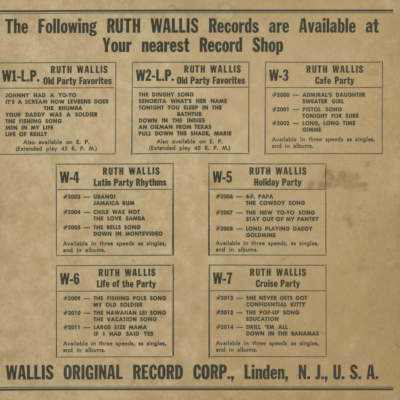 The Following RUTH WALLIS Records are Available at
Your nearest Record Shop
W1-L.P. RUTH WALLIS
Old Party Favorites
JOHNNY HAD A YO-YO
IT'S A SCREAM HOW LEVEENE DOES
THE RHUMBA
YOUR DADDY WAS A SOLDIER
THE FISHING SONG
MEN IN MY LIFE
LIFE OF REILLY
Also available on E. P.
(Extended play 45 R. P. M.)
W2-L.P. RUTH WALLIS
Old Party Favorites
THE DINGHY SONG
SENORITA WHAT'S HER NAME
TONIGHT YOU SLEEP IN THE
BATHTUB
DOWN IN THE INDIES
AN OILMAN FROM TEXAS
PULL DOWN THE SHADE, MARIE
Also available on E. P.
(Extended play 45 R. P. M.)
W-3 RUTH WALLIS
Cafe Party
#2000 — ADMIRAL'S DAUGHTER
SWEATER GIRL
#2001 — PISTOL SONG
TONIGHT FOR SURE
#2002 — LONG, LONG TIME
GIMME
Available in three speeds as singles,
and in albums.
W-4 RUTH WALLIS
Latin Party Rhythms
#2003 — UBANGI
JAMAICA RUM
#2004 — CHILE WAS HOT
THE LOVE SAMBA
#2005 — THE BELLS SONG
DOWN IN MONTEVIDEO
Available in three speeds as singles,
and in albums.
W-5 RUTH WALLIS
Holiday Party
#2006 — 4-F, PAPA
THE COWBOY SONG
#2007 — THE NEW YO-YO SONG
STAY OUT OF MY PANTRY
#2008 — LONG PLAYING DADDY
GOLDMINE
Available in three speeds as singles,
and in albums.
W-6 RUTH WALLIS
Life of the Party
#2009 — THE FISHING POLE SONG
MY OLD SOLDIER
#2010 — THE HAWAIIAN LEI SONG
THE VACATION SONG
#2011 — LARGE SIZE MAMA
IF I HAD SAID YES
Available in three speeds as singles,
and in albums.
W-7 RUTH WALLIS
Cruise Party
#2012 — SHE NEVER GETS GOT
CONFIDENTIAL KITTY
#2013 — THE POP-UP SONG
EDUCATION
#2014 — DRILL 'EM ALL
DOWN IN THE BAHAMAS
Available in three speeds as singles,
and in albums.
WALLIS ORIGINAL RECORD CORP., Linden, N. J., U. S. A.